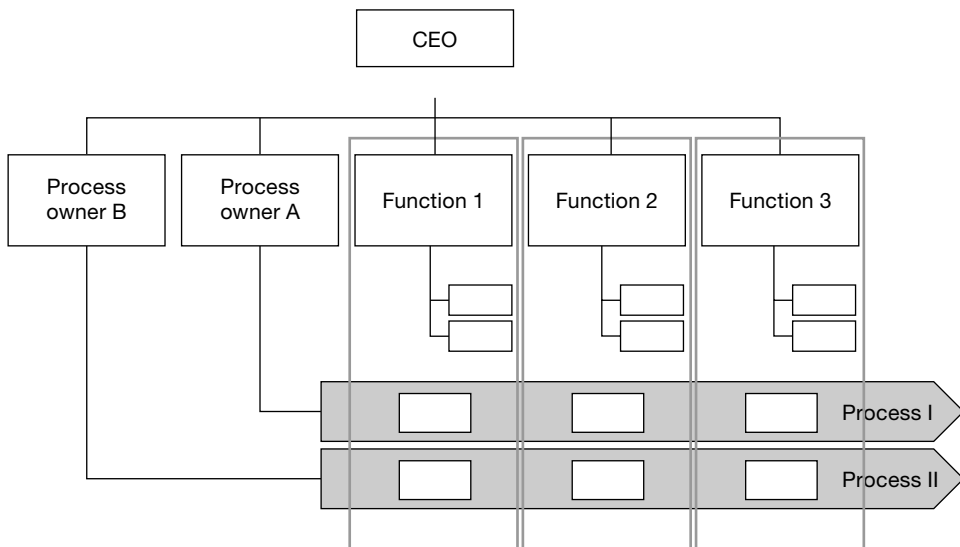 CEO
Process
owner B
Process
owner A
Function 1
Function 2
Function 3
Process I
Process II